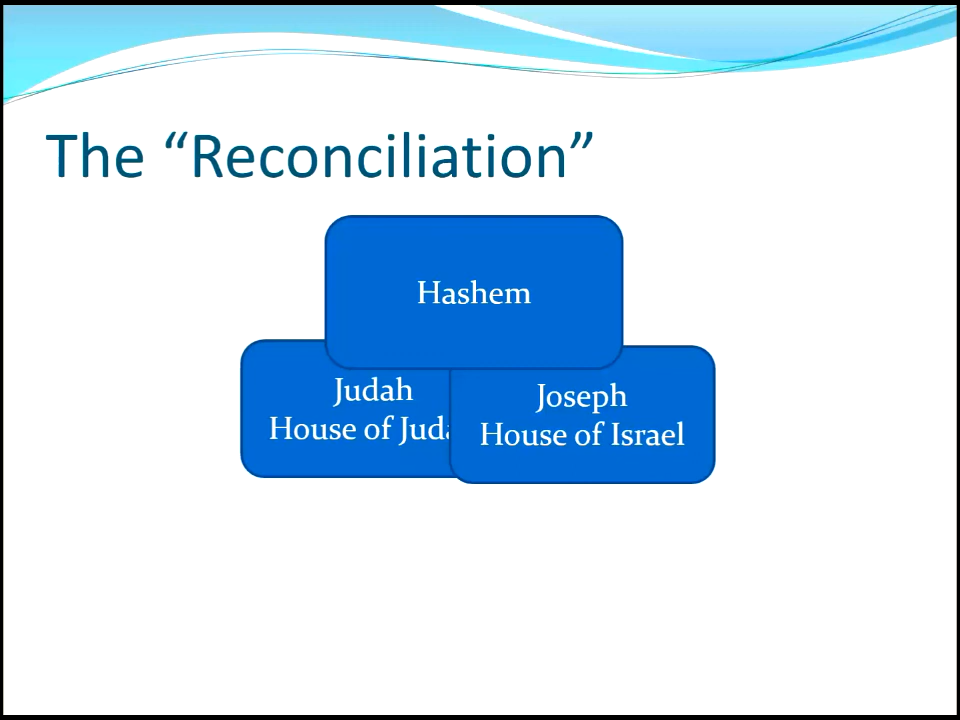 The “Reconciliation”
Hashem
Judah
House of
Joseph
House of Israel